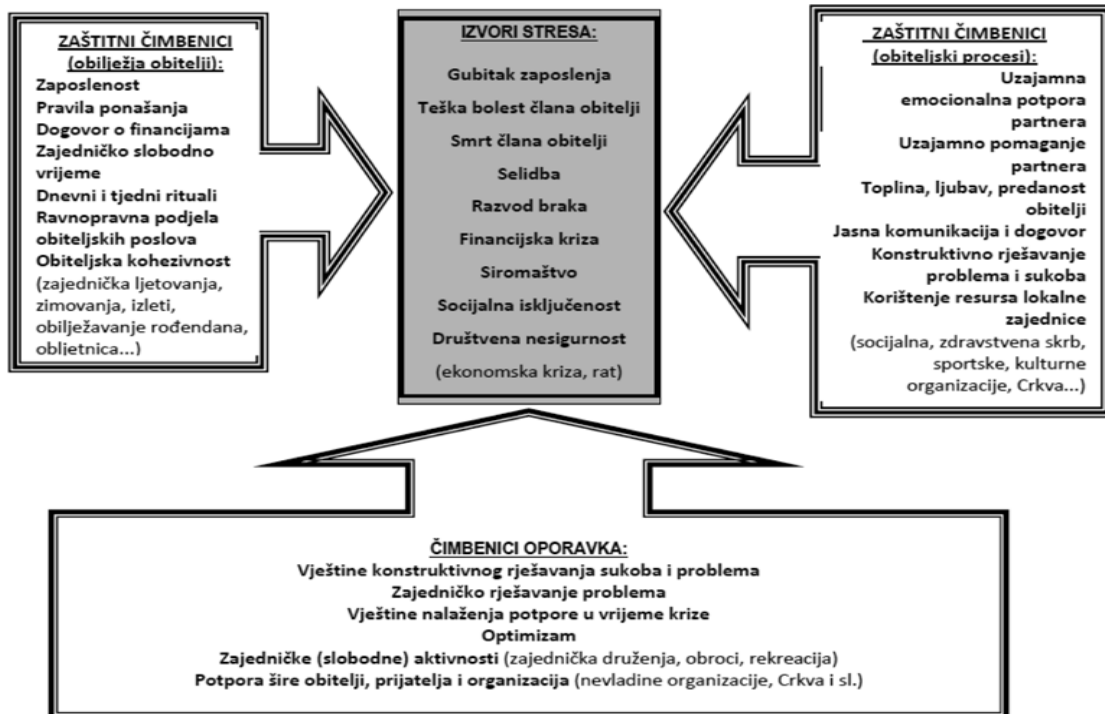 ZAŠTITNI ČIMBENICI
(obilježja obitelji):
Zaposlenost
Pravila ponašanja
Dogovor o financijama
Zajedničko slobodno
vrijeme
Dnevni i tjedni rituali
Ravnopravna podjela
obiteljskih poslova
Obiteljska kohezivnost
(zajednička ljetovanja,
zimovanja, izleti,
obilježavanje rođendana,
obljetnica...)
IZVORI STRESA:
Gubitak zaposlenja
Teška bolest člana obitelji
Smrt člana obitelji
Selidba
Razvod braka
Financijska kriza
Siromaštvo
Socijalna isključenost
Društvena nesigurnost
(ekonomska kriza, rat)
ZAŠTITNI ČIMBENICI
(obiteljski procesi):
Uzajamna
emocionalna potpora
partnera
Uzajamno pomaganje
partnera
Toplina, ljubav, predanost
obitelji
Jasna komunikacija i dogovor
Konstruktivno rješavanje
problema i sukoba
Korištenje resursa lokalne
zajednice
(socijalna, zdravstvena skrb,
sportske, kulturne
organizacije, Crkva...)
ČIMBENICI OPORAVKA:
Vještine konstruktivnog rješavanja sukoba i problema
Zajedničko rješavanje problema
Vještine nalaženja potpore u vrijeme krize
Optimizam
Zajedničke (slobodne) aktivnosti (zajednička druženja, obroci, rekreacija)
Potpora šire obitelji, prijatelja i organizacija (nevladine organizacije, Crkva i sl.)